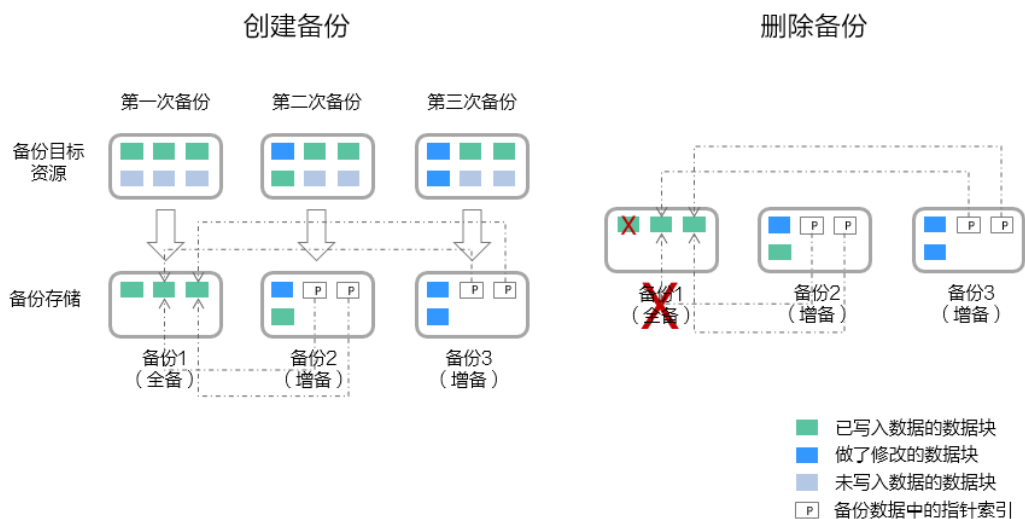 创建备份
删除备份
第一次备份
第二次备份
第三次备份
备份目标
资源
备份存储
P
P
P
P
备份1
（全备）
备份2
（增备）
备份3
（增备）
P
P
P
P
X
备份1
（全备）
X
备份2
（增备）
备份3
（增备）
已写入数据的数据块
做了修改的数据块
未写入数据的数据块
P
备份数据中的指针索引